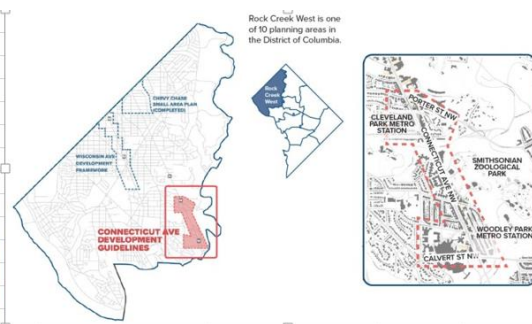 Rock Creek West is one
of 10 planning areas in
the District of Columbia.
CHEVY CHASE
SMALL AREA PLAN
(COMPLETED)
Rock
Creek
West
WISCONSIN AVE
DEVELOPMENT
FRAMEWORK
CONNECTICUT AVE
DEVELOPMENT
GUIDELINES
PORTER ST NW
CLEVELAND
PARK METRO
STATION
CONNECTICUT AVE NW
SMITHSONIAN
ZOOLOGICAL
PARK
WOODLEY PARK
METRO STATION
CALVERT ST NW